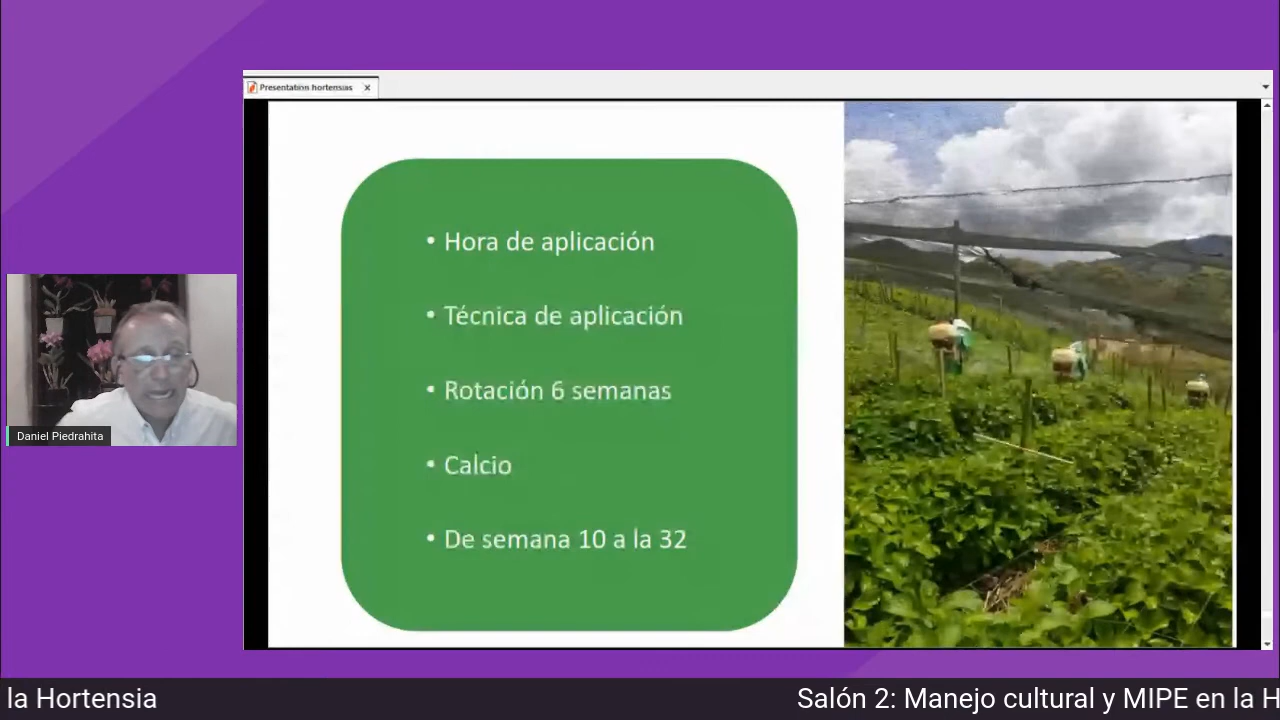 Presentation hortensias
• Hora de aplicación
• Técnica de aplicación
• Rotación 6 semanas
• Calcio
• De semana 10 a la 32
Daniel Piedrahita
la Hortensia
Salón 2: Manejo cultural y MIPE en la H